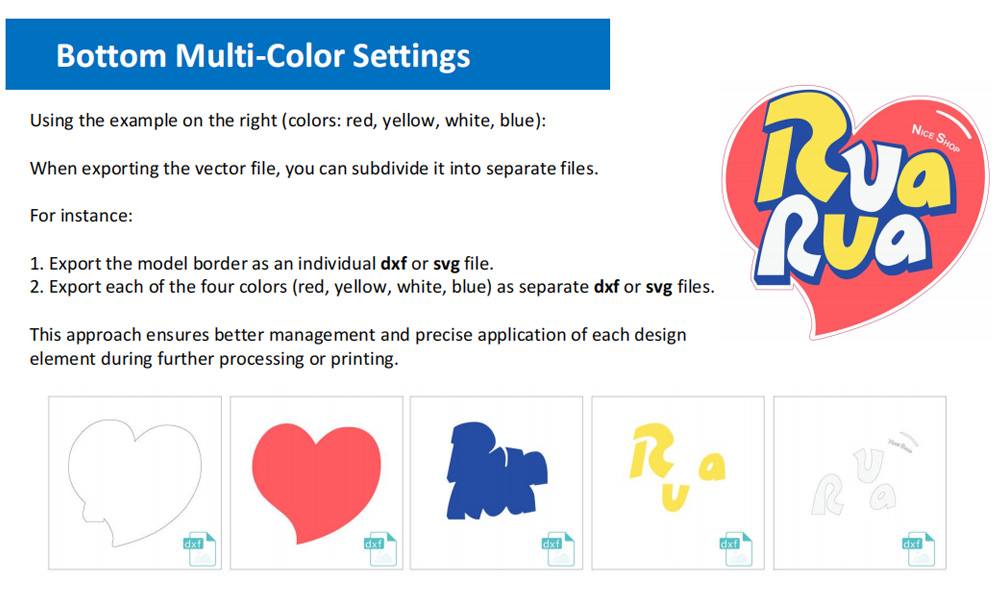 Bottom Multi-Color Settings
Using the example on the right (colors: red, yellow, white, blue):
When exporting the vector file, you can subdivide it into separate files.
For instance:
1. Export the model border as an individual dxf or svg file.
2. Export each of the four colors (red, yellow, white, blue) as separate dxf or svg files.
This approach ensures better management and precise application of each design
element during further processing or printing.
NICE SHOP
Rua
Rua
dxf
dxf
dxf
R a
u
dxf
Nice Shop
u
R a
dxf